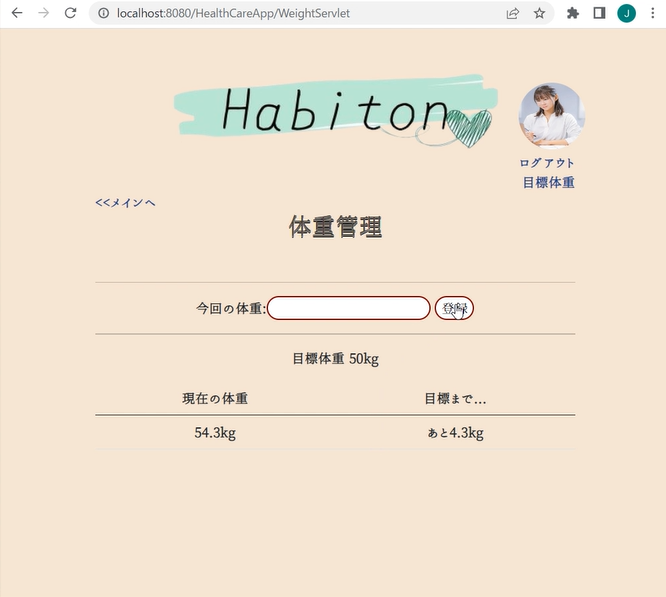 localhost:8080/HealthCareApp/WeightServlet
J
Habiton
ログアウト
目標体重
<<メインへ
体重管理
今回の体重: 登録
目標体重 50kg
現在の体重 目標まで...
54.3kg あと4.3kg